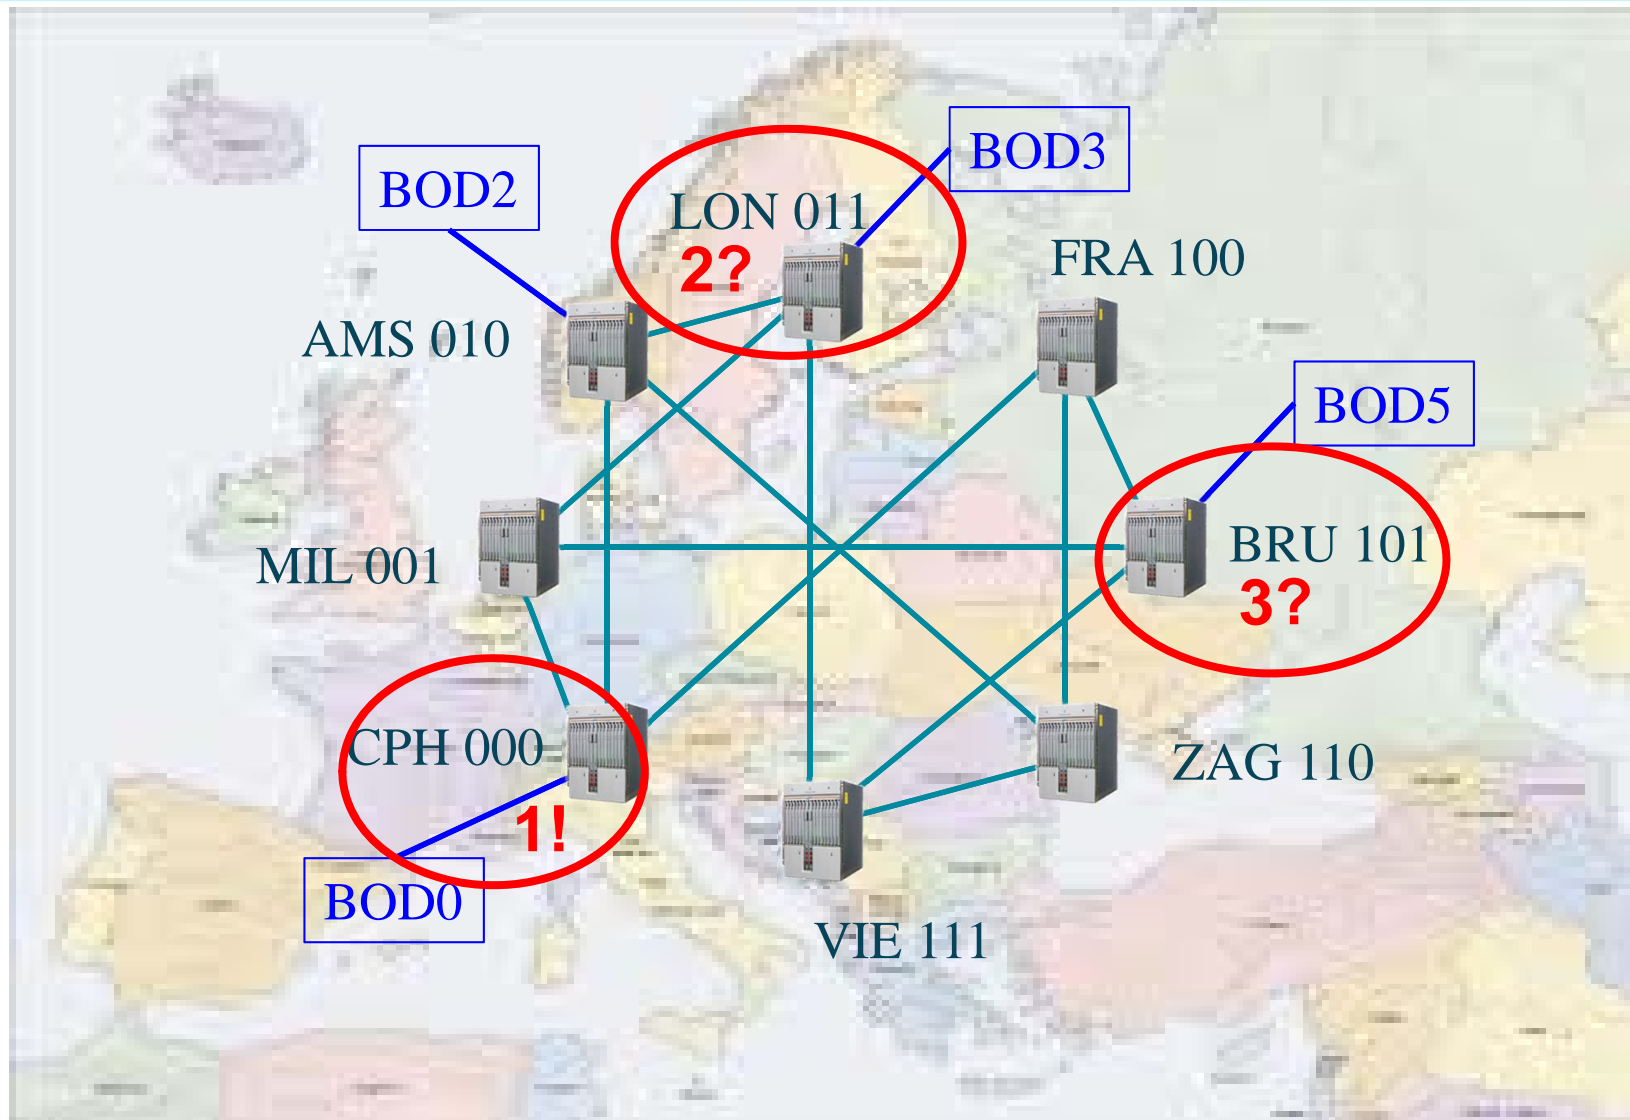 BOD3
BOD2
LON 011
2?
FRA 100
AMS 010
BOD5
BRU 101
MIL 001
3?
CPH 000
ZAG 110
1!
BOD0
VIE 111